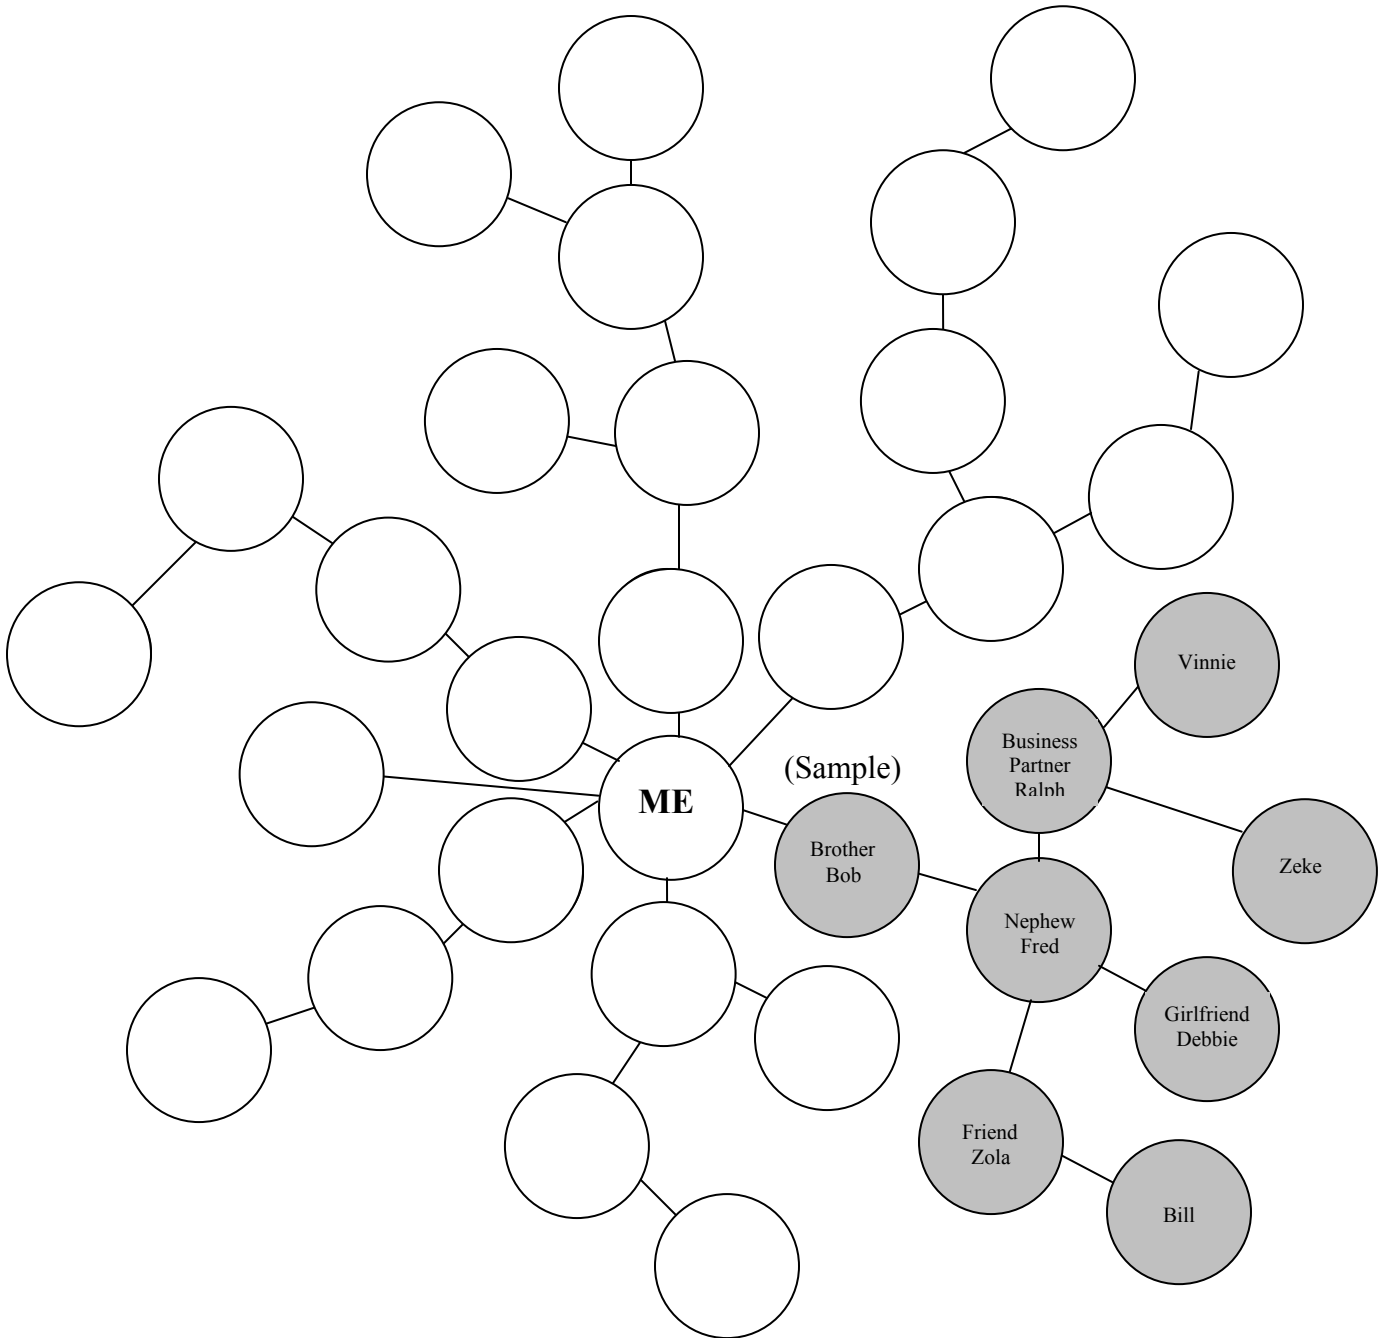 Vinnie
Business
Partner
Ralph
(Sample)
ME
Brother
Bob
Zeke
Nephew
Fred
Girlfriend
Debbie
Friend
Zola
Bill